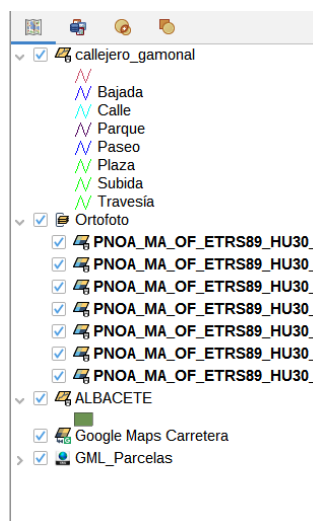 callejero_gamonal
Bajada
Calle
Parque
Paseo
Plaza
Subida
Travesía
Ortofoto
PNOA_MA_OF_ETRS89_HU30_
PNOA_MA_OF_ETRS89_HU30_
PNOA_MA_OF_ETRS89_HU30_
PNOA_MA_OF_ETRS89_HU30_
PNOA_MA_OF_ETRS89_HU30_
PNOA_MA_OF_ETRS89_HU30_
PNOA_MA_OF_ETRS89_HU30_
ALBACETE
Google Maps Carretera
GML_Parcelas